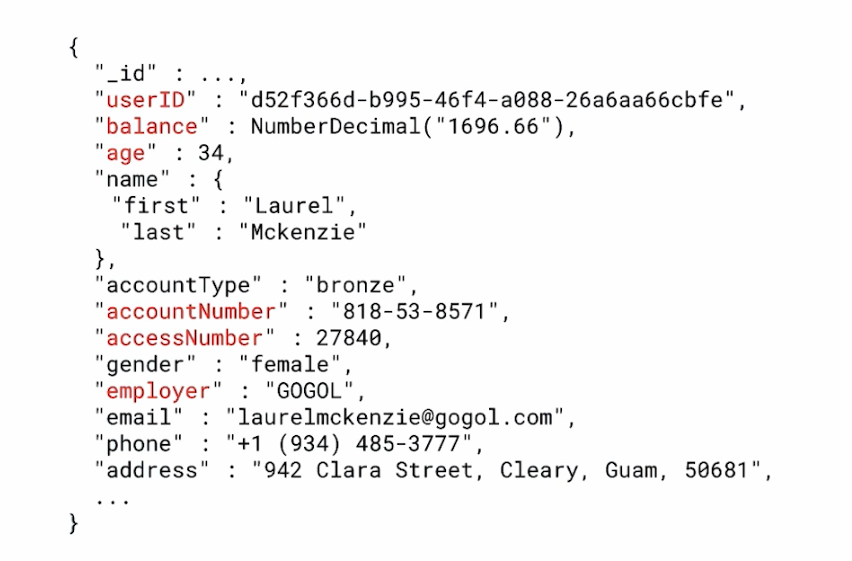 {
"_id" : ...,
"userID" : "d52f366d-b995-46f4-a088-26a6aa66cbfe",
"balance" : NumberDecimal("1696.66"),
"age" : 34,
"name" : {
"first" : "Laurel",
"last" : "Mckenzie"
},
"accountType" : "bronze",
"accountNumber" : "818-53-8571",
"accessNumber" : 27840,
"gender" : "female",
"employer" : "GOGOL",
"email" : "laurelmckenzie@gogol.com",
"phone" : "+1 (934) 485-3777",
"address" : "942 Clara Street, Cleary, Guam, 50681",
...
}